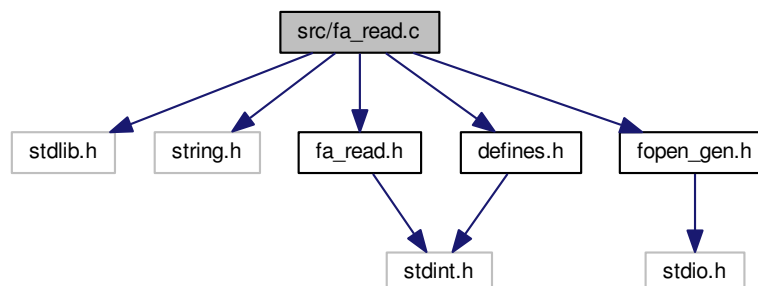 src/fa_read.c
stdlib.h
string.h
fa_read.h
defines.h
fopen_gen.h
stdint.h
stdio.h